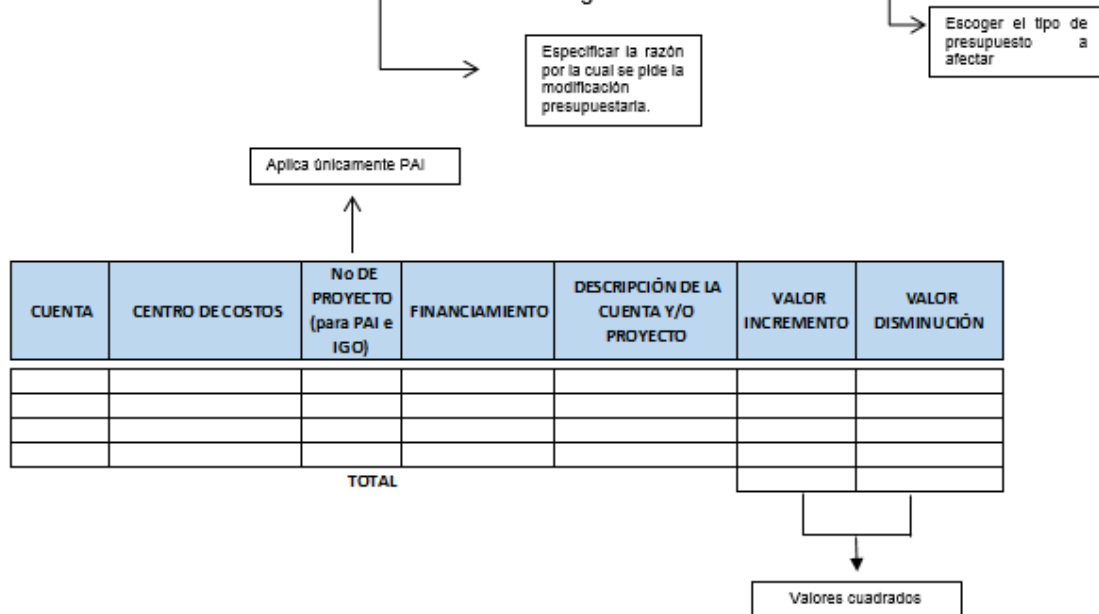 Escoger el tipo de
presupuesto a
afectar
Especificar la razón
por la cual se pide la
modificación
presupuestaria.
Aplica únicamente PAI
CUENTA
CENTRO DE COSTOS
No DE
PROYECTO
(para PAI e
IGO)
FINANCIAMIENTO
DESCRIPCIÓN DE LA
CUENTA Y/O
PROYECTO
VALOR
INCREMENTO
VALOR
DISMINUCIÓN
TOTAL
Valores cuadrados